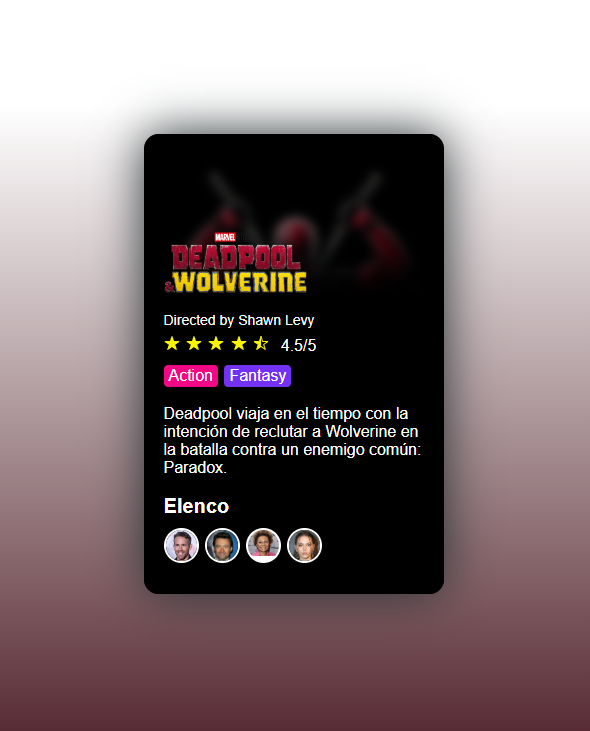 MARVEL
DEADPOOL
&WOLVERINE
Directed by Shawn Levy
4.5/5
Action Fantasy
Deadpool viaja en el tiempo con la
intención de reclutar a Wolverine en
la batalla contra un enemigo común:
Paradox.
Elenco